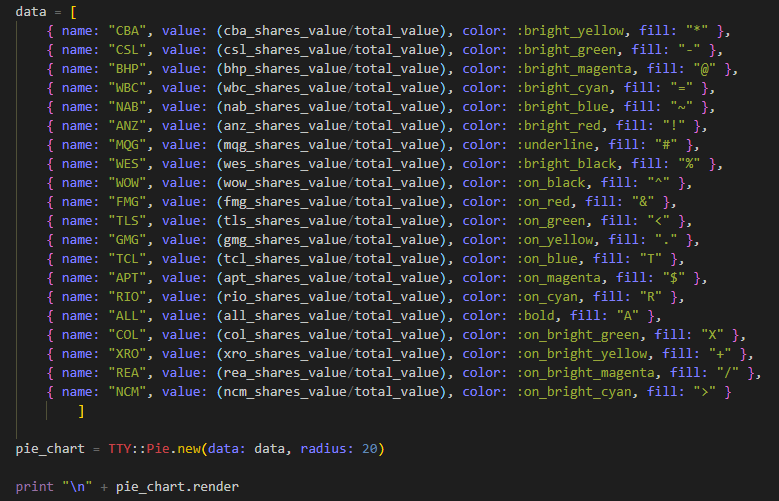 data = [
{ name: "CBA", value: (cba_shares_value/total_value), color: :bright_yellow, fill: "*" },
{ name: "CSL", value: (csl_shares_value/total_value), color: :bright_green, fill: "-" },
{ name: "BHP", value: (bhp_shares_value/total_value), color: :bright_magenta, fill: "@" },
{ name: "WBC", value: (wbc_shares_value/total_value), color: :bright_cyan, fill: "=" },
{ name: "NAB", value: (nab_shares_value/total_value), color: :bright_blue, fill: "~" },
{ name: "ANZ", value: (anz_shares_value/total_value), color: :bright_red, fill: "!" },
{ name: "MQG", value: (mqg_shares_value/total_value), color: :underline, fill: "#" },
{ name: "WES", value: (wes_shares_value/total_value), color: :bright_black, fill: "%" },
{ name: "WOW", value: (wow_shares_value/total_value), color: :on_black, fill: "^" },
{ name: "FMG", value: (fmg_shares_value/total_value), color: :on_red, fill: "&" },
{ name: "TLS", value: (tls_shares_value/total_value), color: :on_green, fill: "<" },
{ name: "GMG", value: (gmg_shares_value/total_value), color: :on_yellow, fill: "." },
{ name: "TCL", value: (tcl_shares_value/total_value), color: :on_blue, fill: "T" },
{ name: "APT", value: (apt_shares_value/total_value), color: :on_magenta, fill: "$" },
{ name: "RIO", value: (rio_shares_value/total_value), color: :on_cyan, fill: "R" },
{ name: "ALL", value: (all_shares_value/total_value), color: :bold, fill: "A" },
{ name: "COL", value: (col_shares_value/total_value), color: :on_bright_green, fill: "X" },
{ name: "XRO", value: (xro_shares_value/total_value), color: :on_bright_yellow, fill: "+" },
{ name: "REA", value: (rea_shares_value/total_value), color: :on_bright_magenta, fill: "/" },
{ name: "NCM", value: (ncm_shares_value/total_value), color: :on_bright_cyan, fill: ">" }
]
pie_chart = TTY::Pie.new(data: data, radius: 20)
print "\n" + pie_chart.render